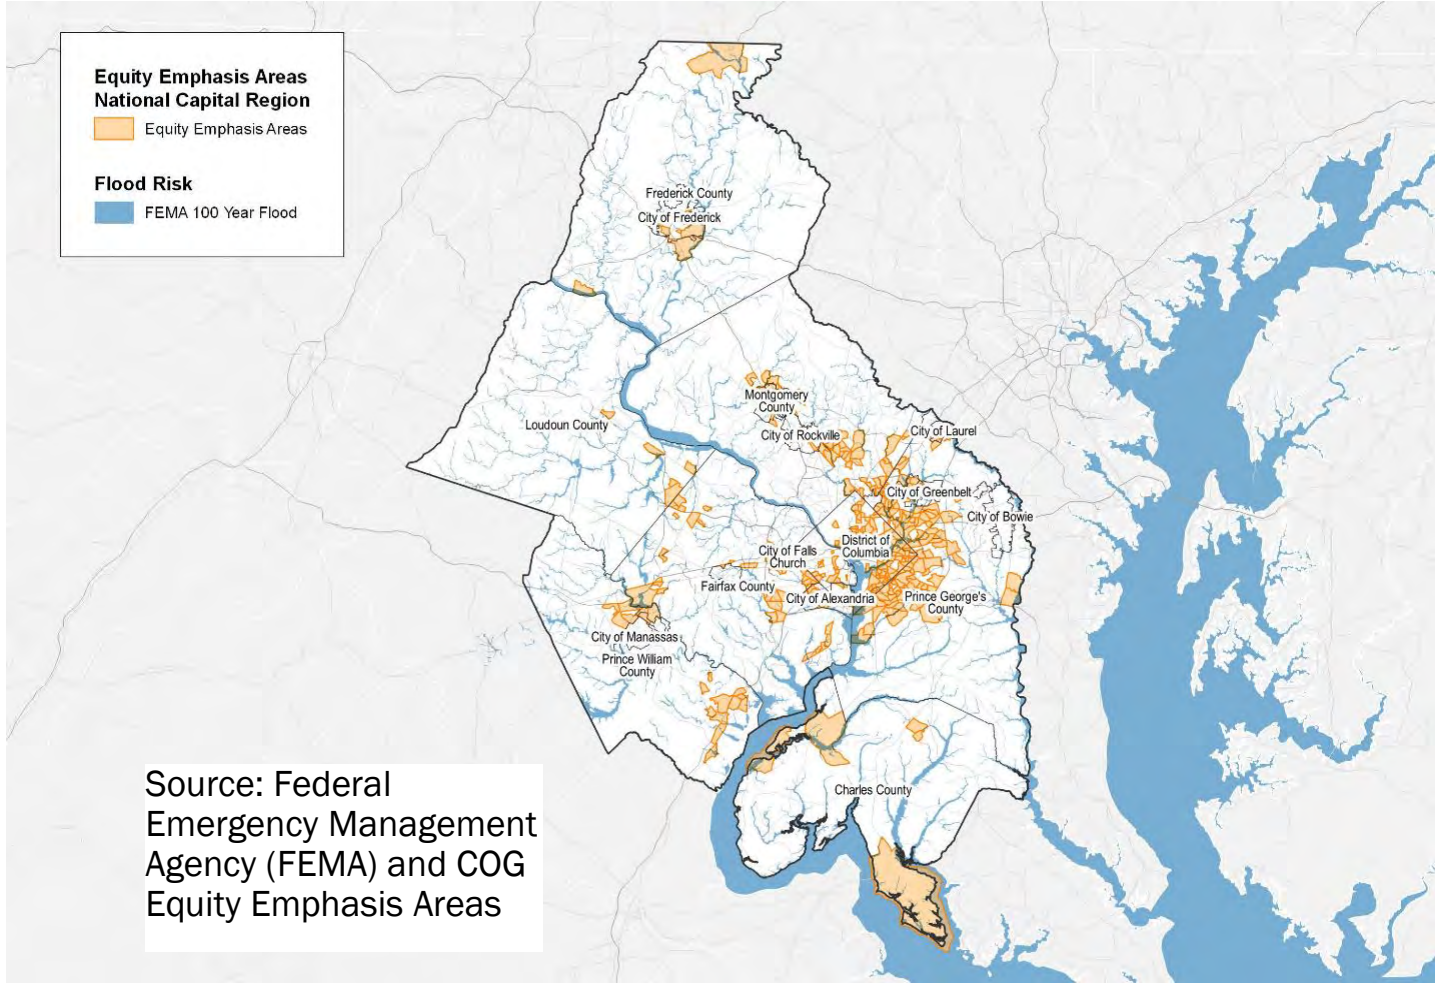 Equity Emphasis Areas
National Capital Region
Equity Emphasis Areas
Flood Risk
FEMA 100 Year Flood
Frederick County
City of Frederick
Montgomery
County
Loudoun County
City of Rockville
City of Laurel
City of Greenbelt
City of Bowie
District of
Columbia
City of Falls
Church
Fairfax County
City of Alexandria
Prince George's
County
City of Manassas
Prince William
County
Charles County
Source: Federal
Emergency Management
Agency (FEMA) and COG
Equity Emphasis Areas